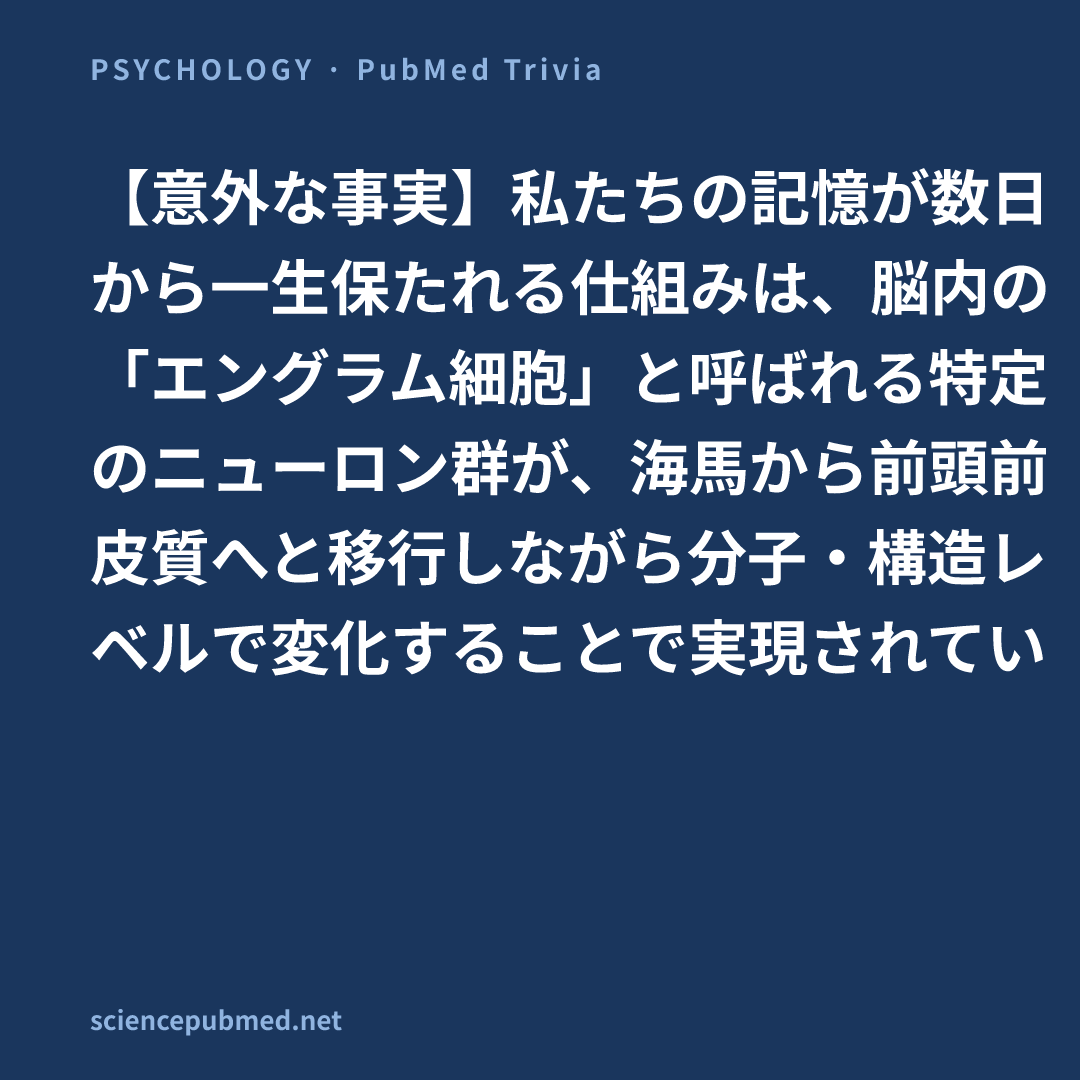 PSYCHOLOGY · PubMed Trivia
【意外な事実】私たちの記憶が数日
から一生保たれる仕組みは、脳内の
「エングラム細胞」と呼ばれる特定
のニューロン群が、海馬から前頭前
皮質へと移行しながら分子・構造レ
ベルで変化することで実現されてい
sciencepubmed.net